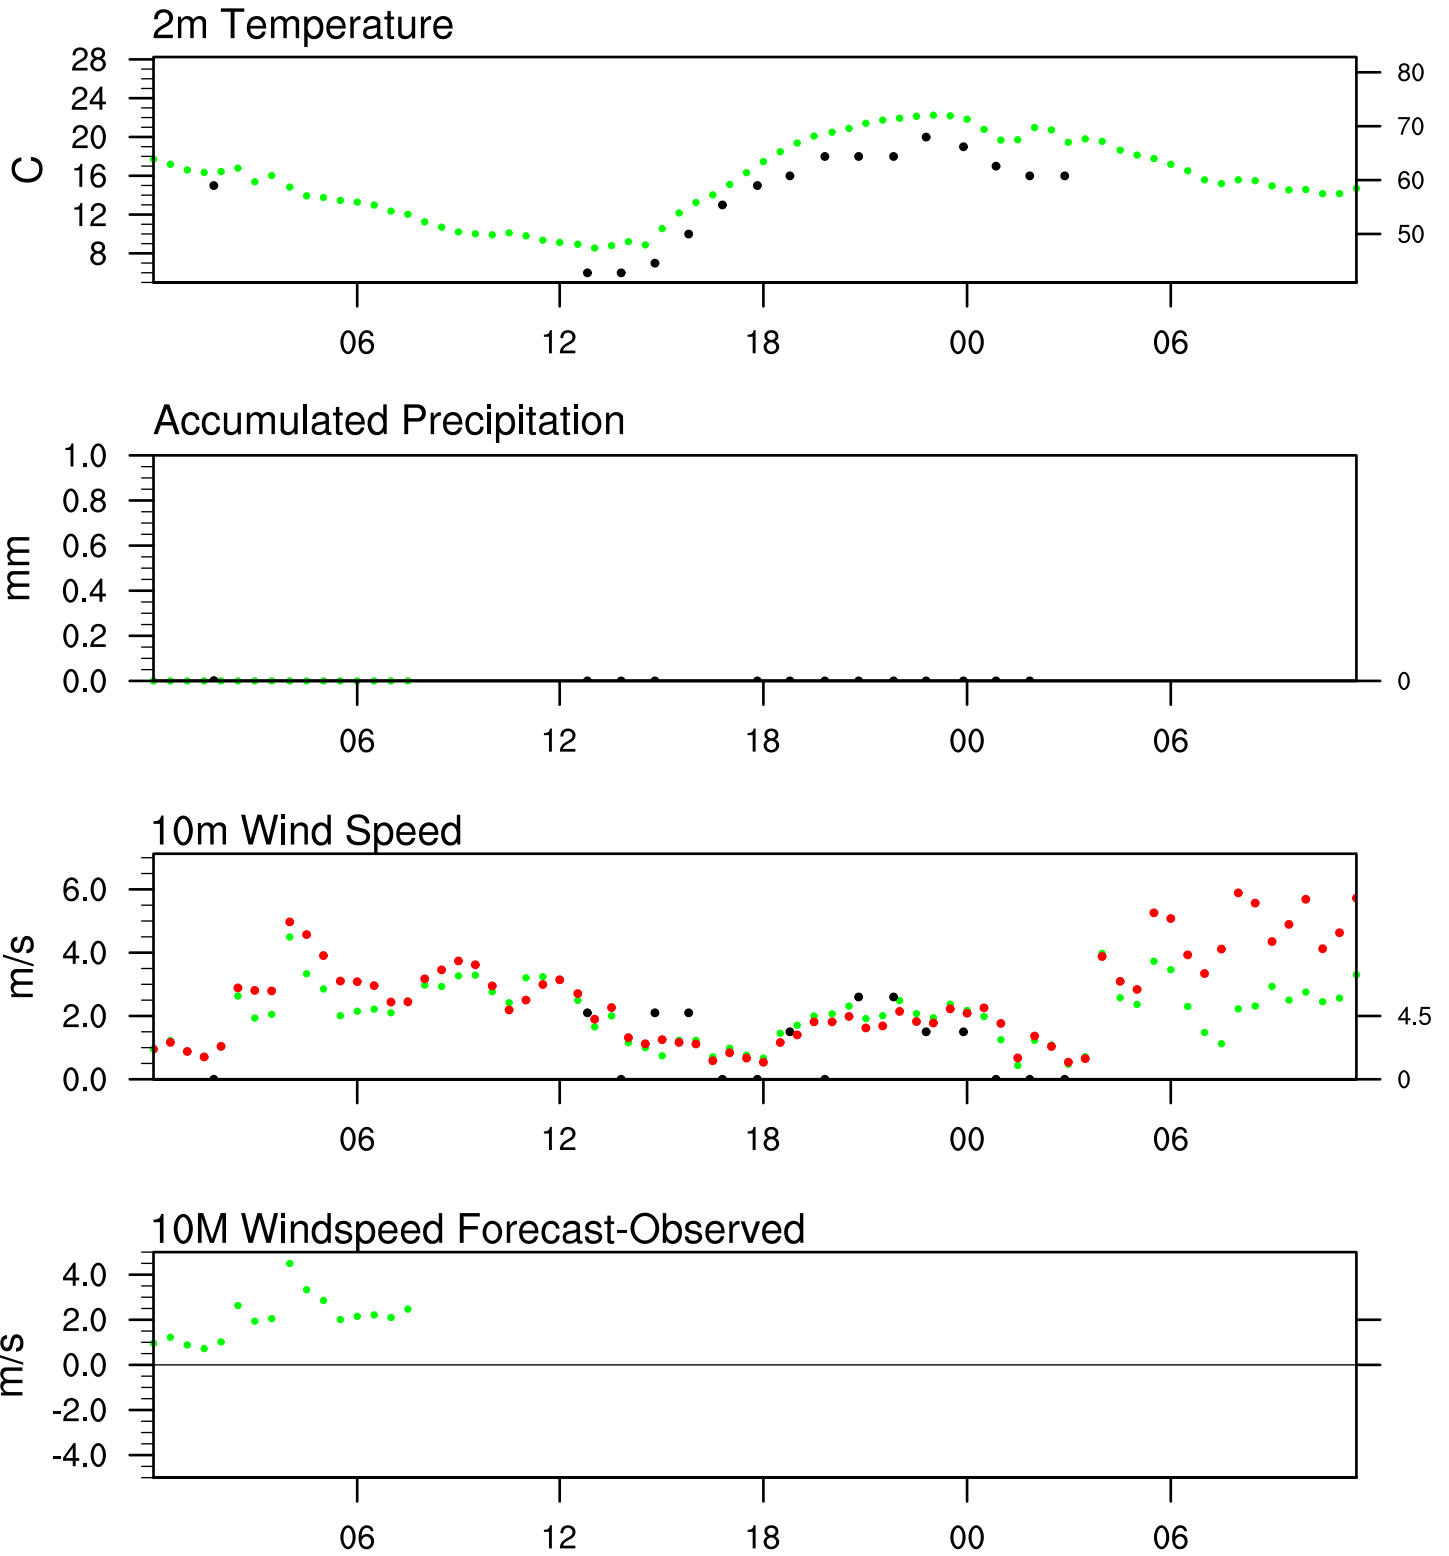 2m Temperature
28
24
20
16
12
8
C
80
70
60
50
06 12 18 00 06
Accumulated Precipitation
1.0
0.8
0.6
0.4
0.2
0.0
mm
0
06 12 18 00 06
10m Wind Speed
6.0
4.0
2.0
0.0
m/s
4.5
0
06 12 18 00 06
10M Windspeed Forecast-Observed
4.0
2.0
0.0
-2.0
-4.0
m/s
06 12 18 00 06